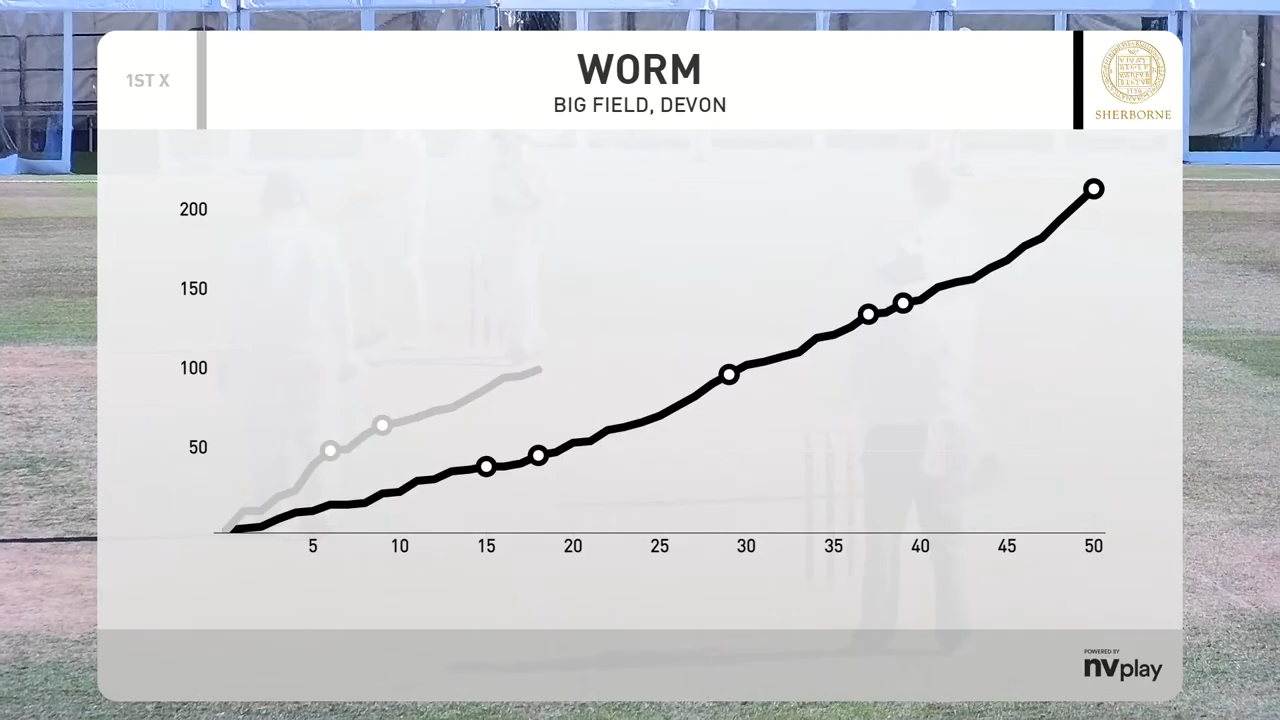 1ST X
WORM
BIG FIELD, DEVON
SHERBORNE
200
150
100
50
5 10 15 20 25 30 35 40 45 50
POWERED BY
nvplay